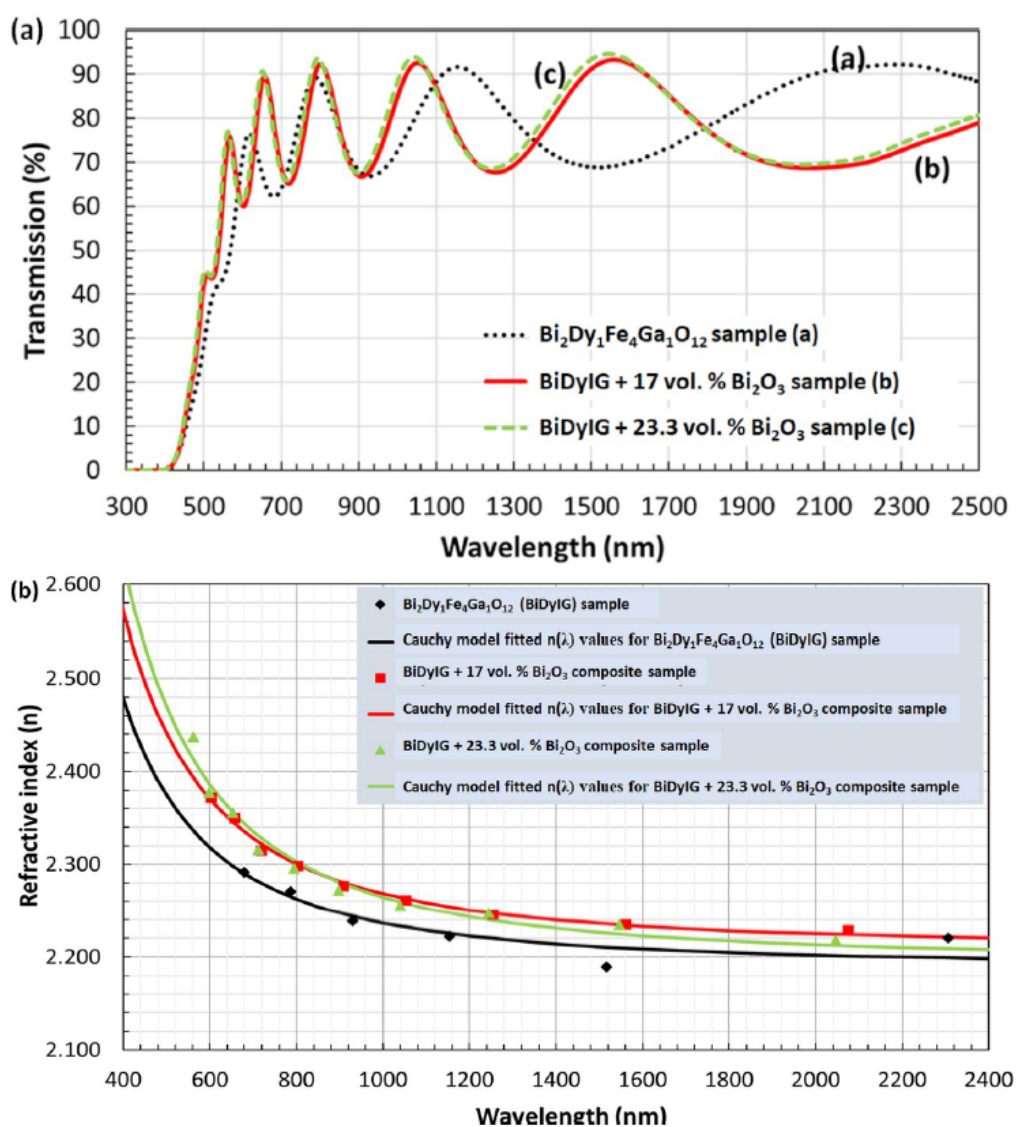 (a)
100
90
80
70
60
50
40
30
20
10
0
Transmission (%)
(c)
(a)
(b)
Bi₂Dy₁Fe₄Ga₁O₁₂ sample (a)
BiDyIG + 17 vol. % Bi₂O₃ sample (b)
BiDyIG + 23.3 vol. % Bi₂O₃ sample (c)
300 500 700 900 1100 1300 1500 1700 1900 2100 2300 2500
Wavelength (nm)
(b)
2.600
2.500
2.400
2.300
2.200
2.100
Refractive index (n)
Bi₂Dy₁Fe₄Ga₁O₁₂ (BiDyIG) sample
Cauchy model fitted n(λ) values for Bi₂Dy₁Fe₄Ga₁O₁₂ (BiDyIG) sample
BiDyIG + 17 vol. % Bi₂O₃ composite sample
Cauchy model fitted n(λ) values for BiDyIG + 17 vol. % Bi₂O₃ composite sample
BiDyIG + 23.3 vol. % Bi₂O₃ composite sample
Cauchy model fitted n(λ) values for BiDyIG + 23.3 vol. % Bi₂O₃ composite sample
400 600 800 1000 1200 1400 1600 1800 2000 2200 2400
Wavelength (nm)